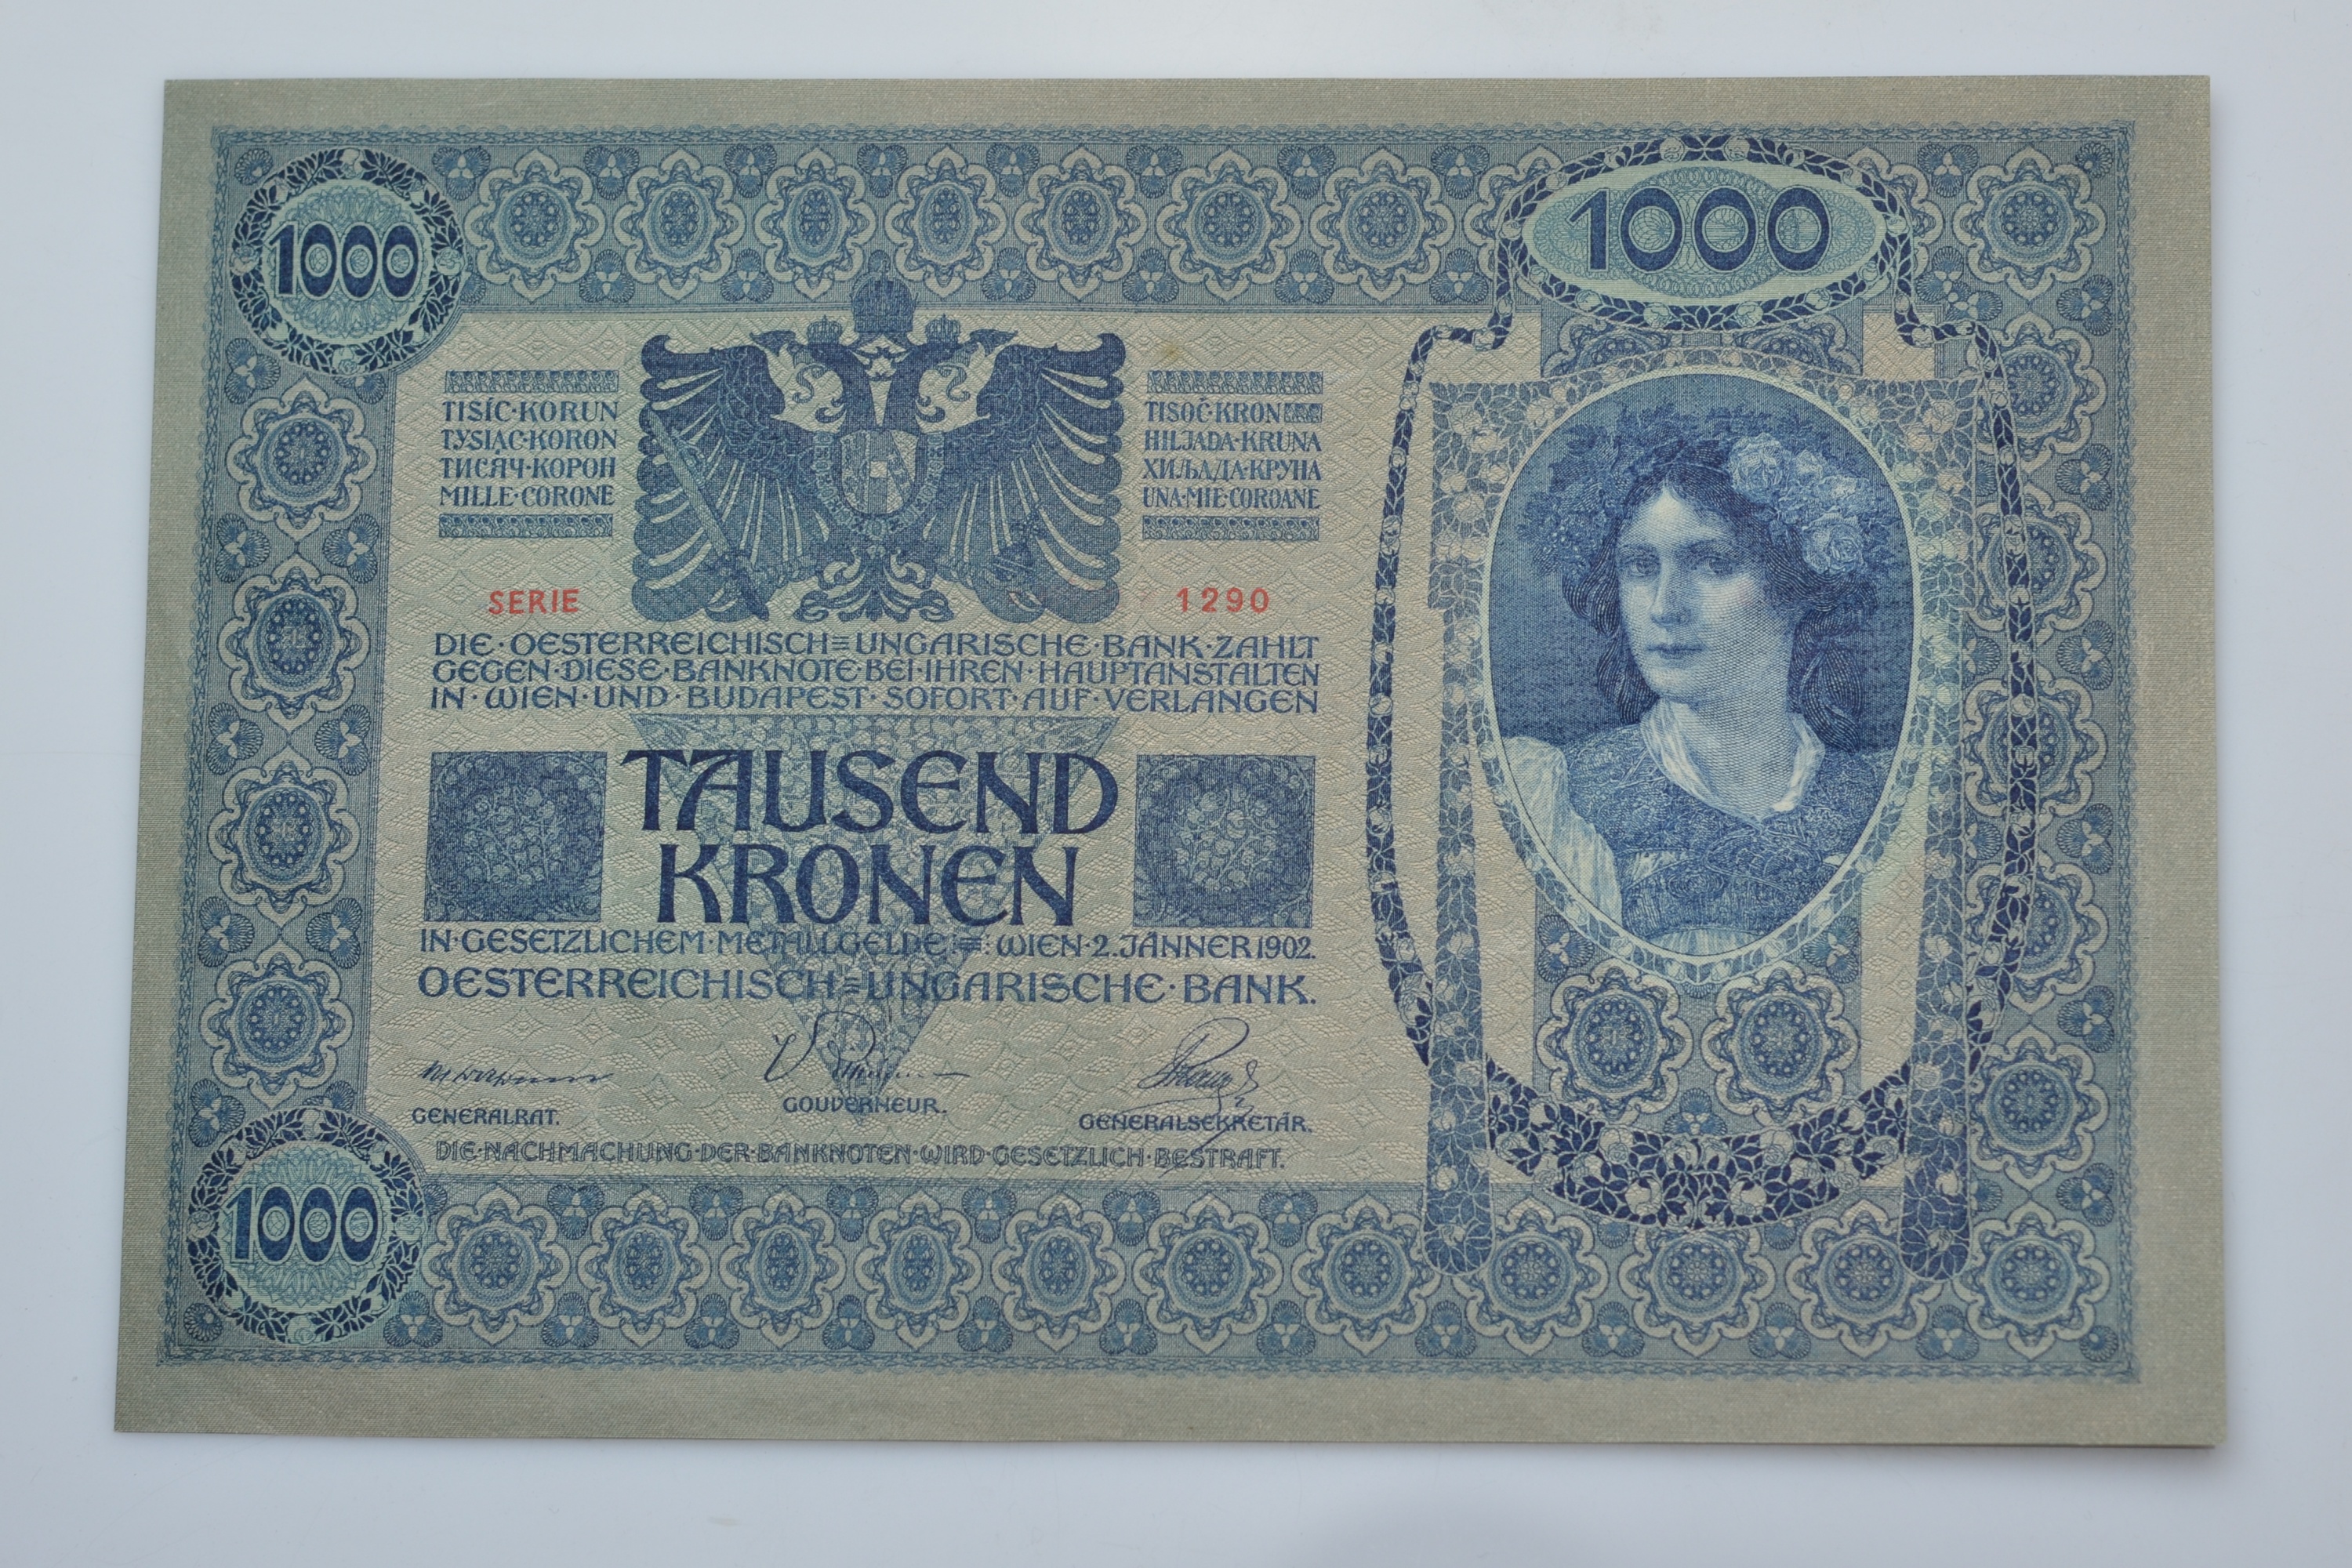 1000
1000
TISÍC·KORUN
TYSIĄC·KORON
ТИСЯЧ·КОРОН
MILLE·CORONE
TISOČ·KRON
HILJADA·KRUNA
ХИЉАДА·КРУНА
UNA·MIE·COROANE
SERIE 1290
DIE·OESTERREICHISCH=UNGARISCHE·BANK·ZAHLT
GEGEN·DIESE·BANKNOTE·BEI·IHREN·HAUPTANSTALTEN
IN·WIEN·UND·BUDAPEST·SOFORT·AUF·VERLANGEN
TAUSEND
KRONEN
IN·GESETZLICHEM·METALLGELDE·=·WIEN·2.JÄNNER 1902.
OESTERREICHISCH=UNGARISCHE·BANK.
GENERALRAT.
GOUVERNEUR.
GENERALSEKRETÄR.
DIE·NACHMACHUNG·DER·BANKNOTEN·WIRD·GESETZLICH·BESTRAFT.
1000